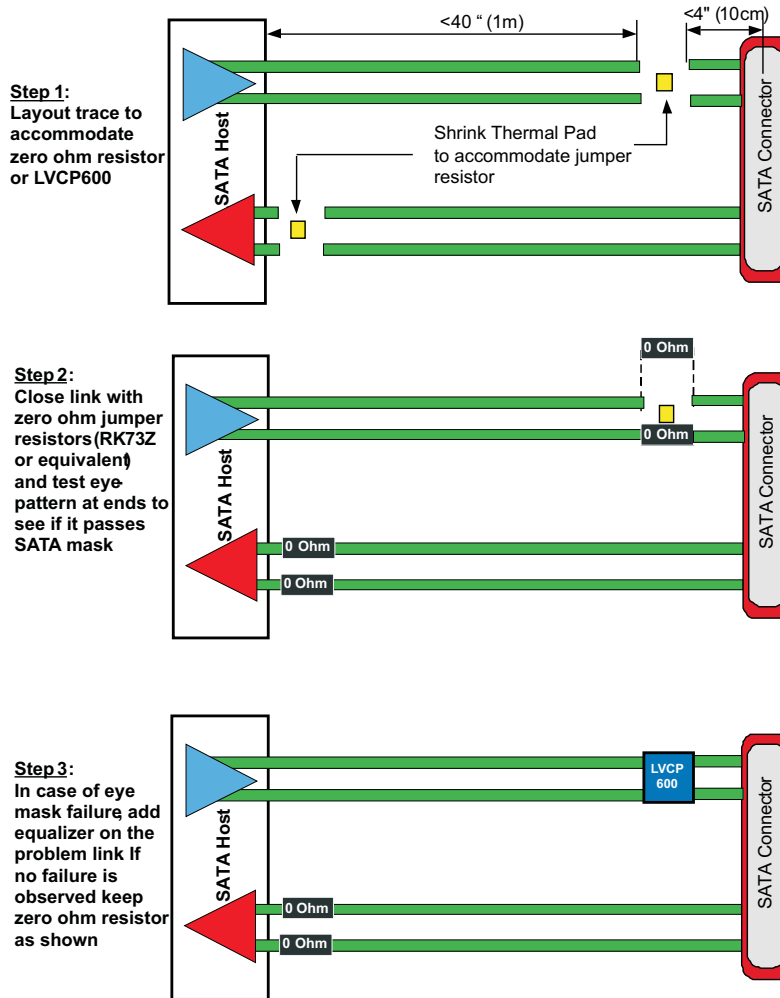 <40 “ (1m)
<4" (10cm)
Step 1:
Layout trace to
accommodate
zero ohm resistor
or LVCP600
SATA Host
Shrink Thermal Pad
to accommodate jumper
resistor
SATA Connector
Step 2:
Close link with
zero ohm jumper
resistors(RK73Z
or equivalent)
and test eye-
pattern at ends to
see if it passes
SATA mask
SATA Host
0 Ohm
0 Ohm
0 Ohm
0 Ohm
SATA Connector
Step 3:
In case of eye
mask failure, add
equalizer on the
problem link. If
no failure is
observed keep
zero ohm resistor
as shown
SATA Host
LVCP
600
0 Ohm
0 Ohm
SATA Connector